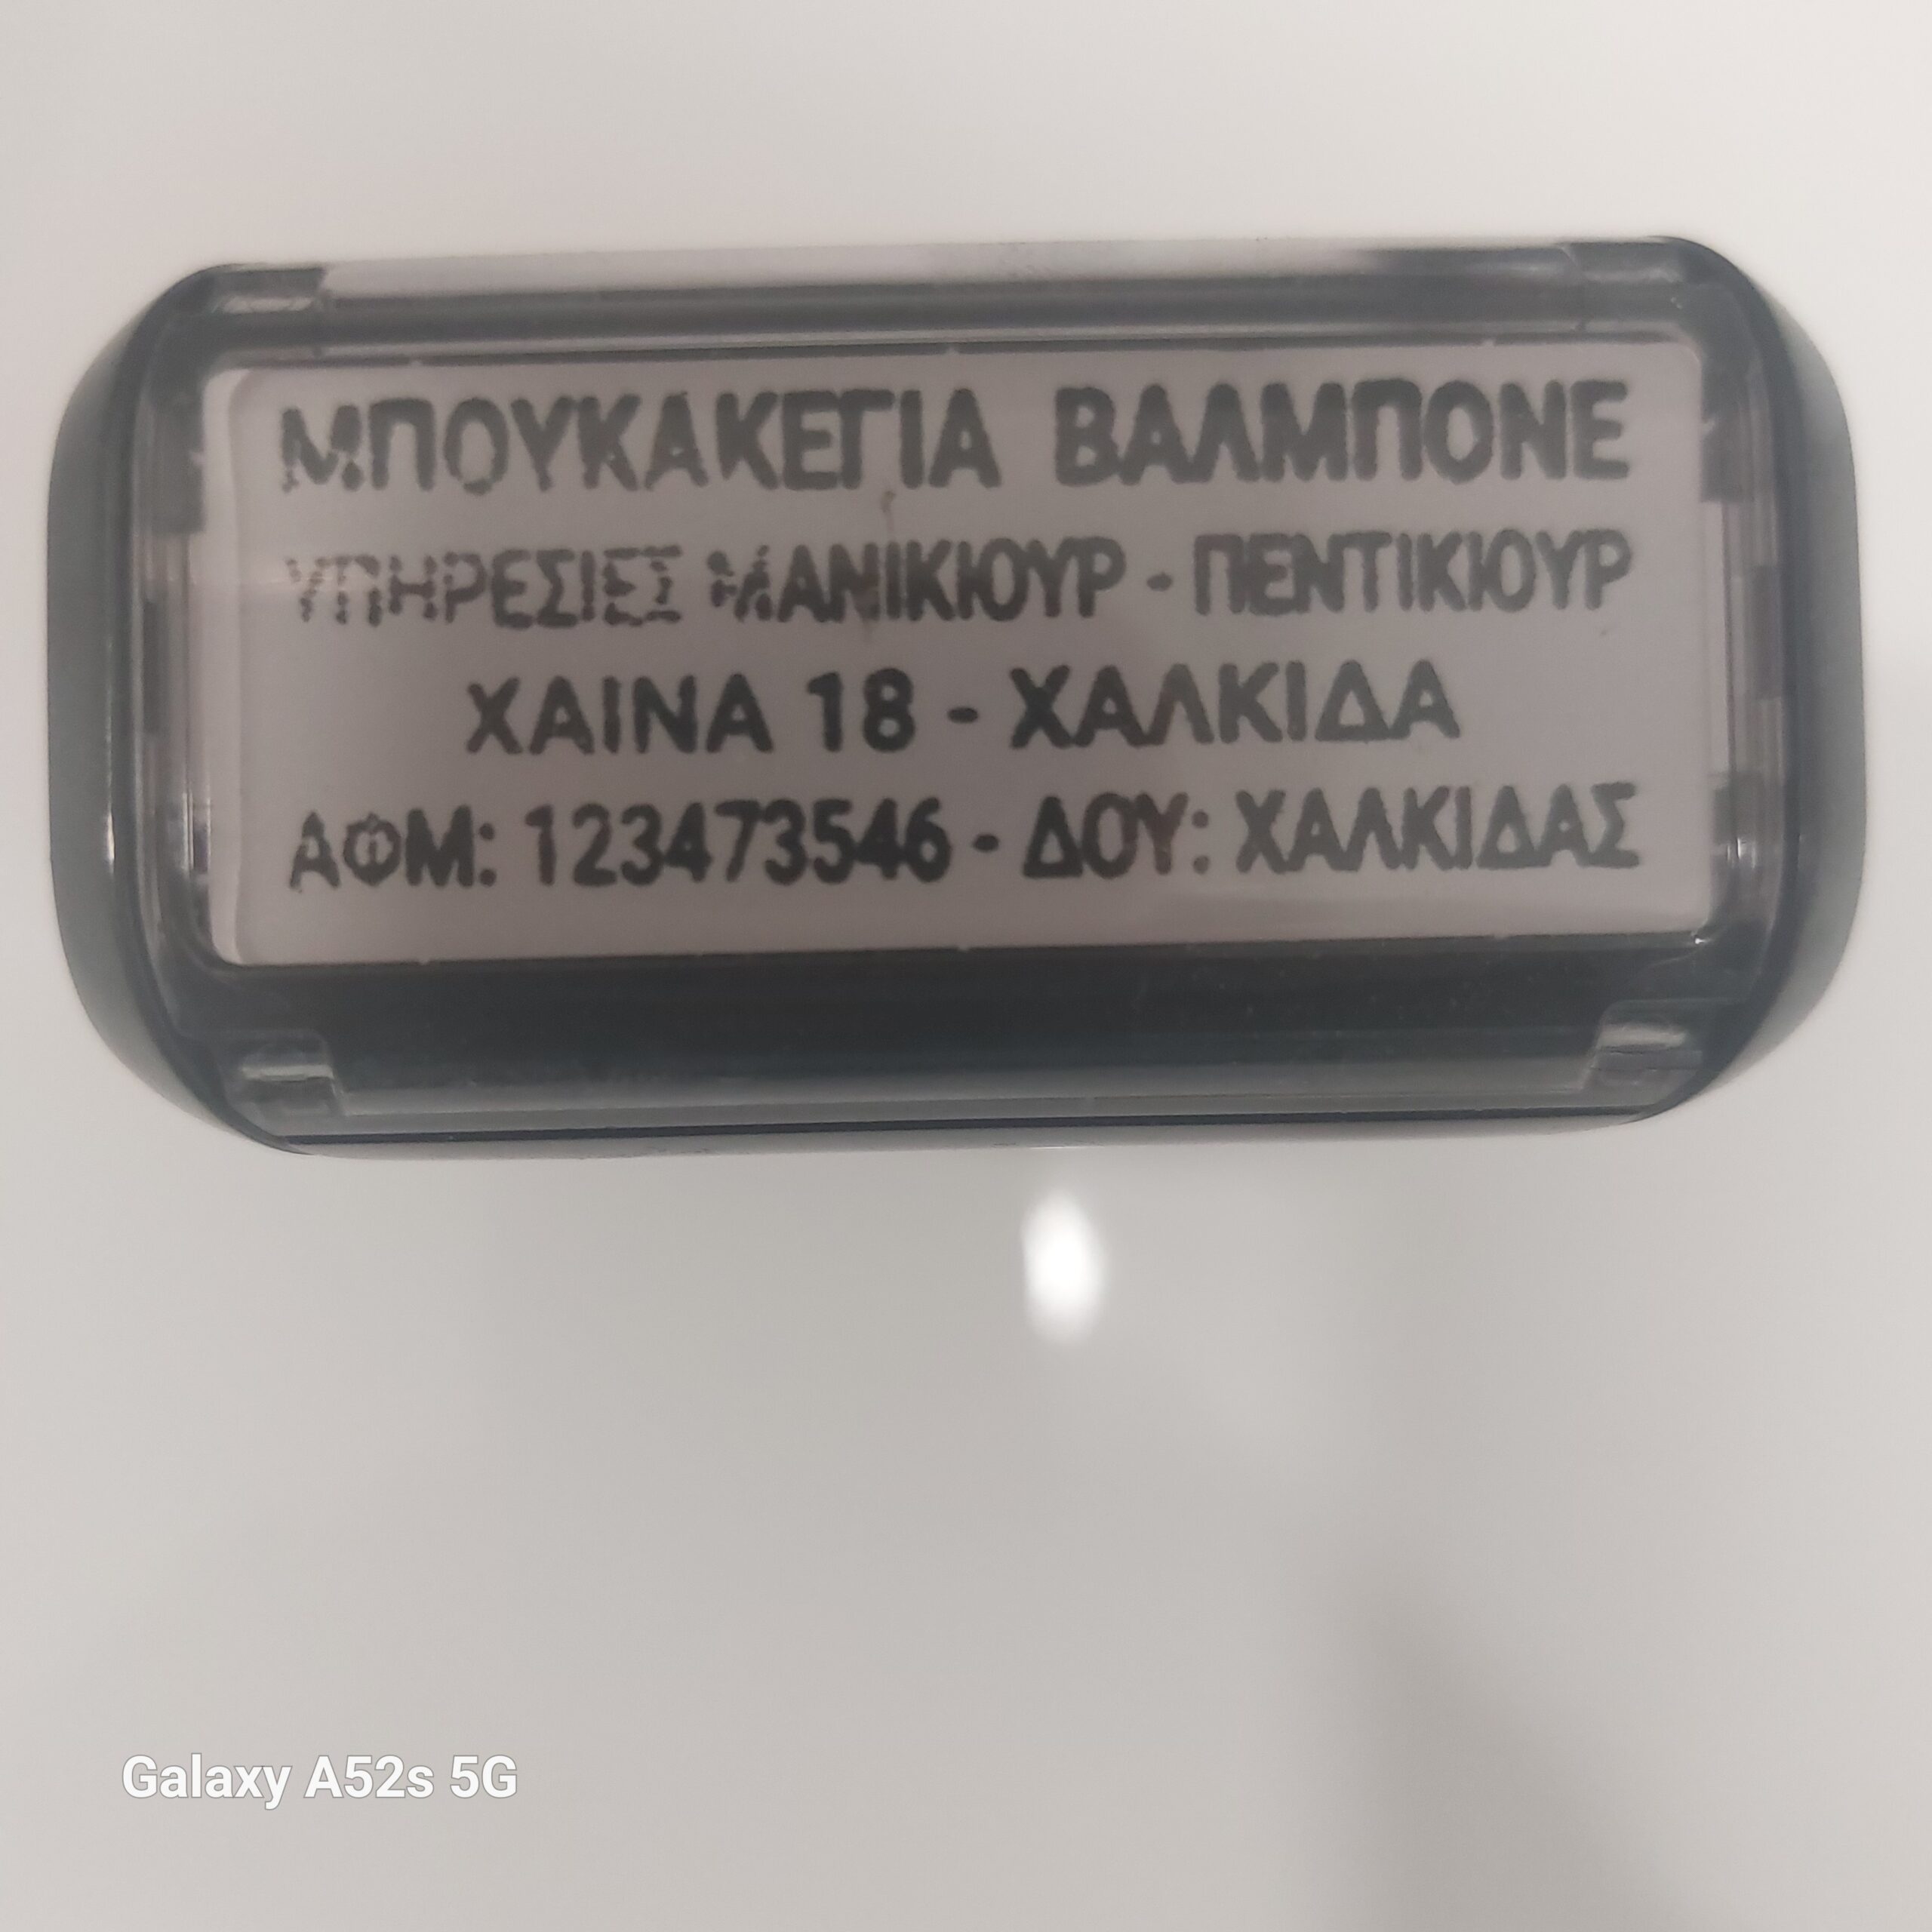 ΜΠΟΥΚΑΚΕΓΙΑ ΒΑΛΜΠΟΝΕ
ΥΠΗΡΕΣΙΕΣ ΜΑΝΙΚΙΟΥΡ - ΠΕΝΤΙΚΙΟΥΡ
ΧΑΙΝΑ 18 - ΧΑΛΚΙΔΑ
ΑΦΜ: 123473546 - ΔΟΥ: ΧΑΛΚΙΔΑΣ
Galaxy A52s 5G